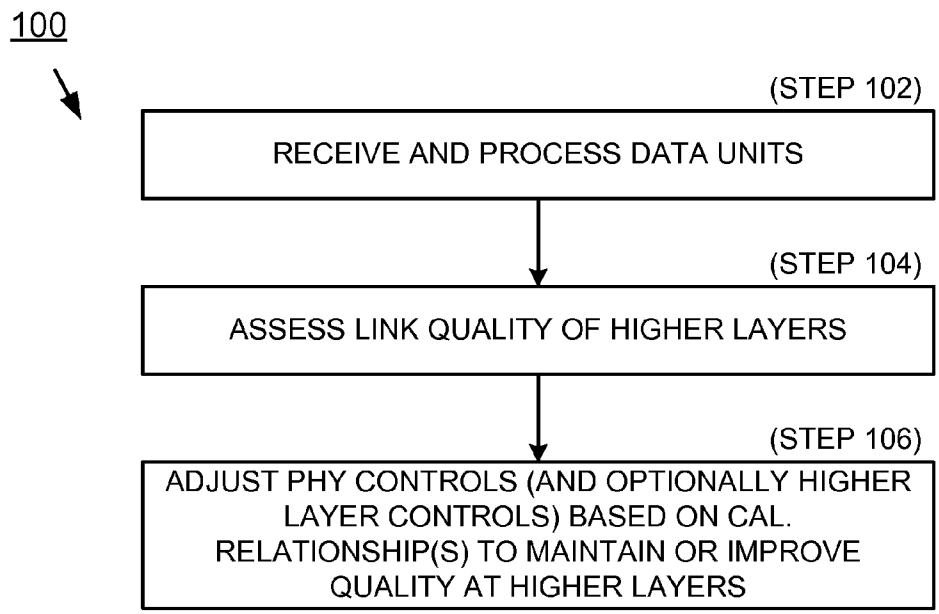 100
(STEP 102)
RECEIVE AND PROCESS DATA UNITS
(STEP 104)
ASSESS LINK QUALITY OF HIGHER LAYERS
(STEP 106)
ADJUST PHY CONTROLS (AND OPTIONALLY HIGHER
LAYER CONTROLS) BASED ON CAL.
RELATIONSHIP(S) TO MAINTAIN OR IMPROVE
QUALITY AT HIGHER LAYERS